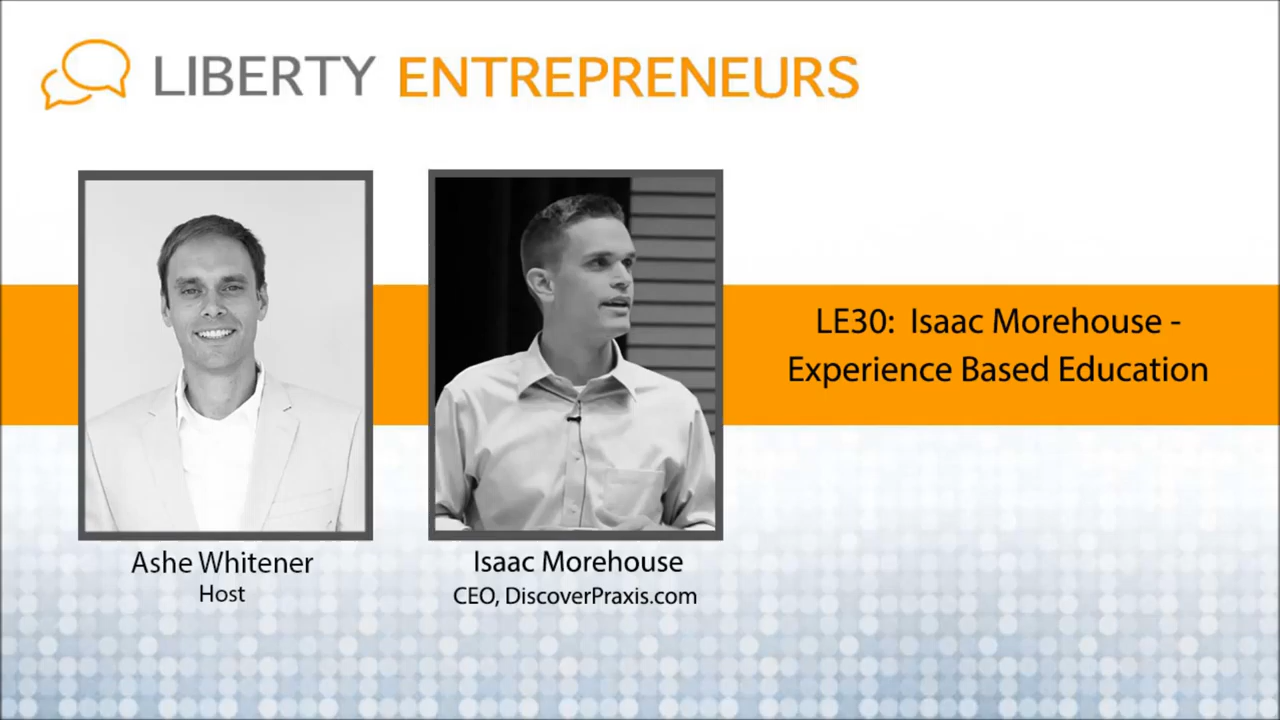 LIBERTY ENTREPRENEURS
LE30:  Isaac Morehouse -
Experience Based Education
Ashe Whitener
Host
Isaac Morehouse
CEO, DiscoverPraxis.com